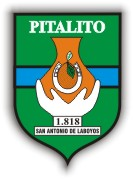 PITALITO
1.818
SAN ANTONIO DE LABOYOS